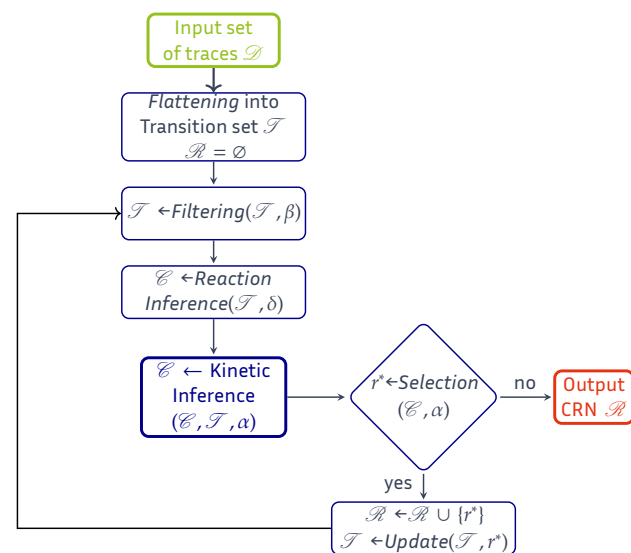 Input set
of traces 𝒟
Flattening into
Transition set 𝒯
ℛ = ∅
𝒯 ←Filtering(𝒯, β)
𝒞 ←Reaction
Inference(𝒯, δ)
𝒞 ← Kinetic
Inference
(𝒞, 𝒯, α)
r*←Selection
(𝒞, α)
no
Output
CRN ℛ
yes
ℛ ←ℛ ∪ {r*}
𝒯 ←Update(𝒯, r*)